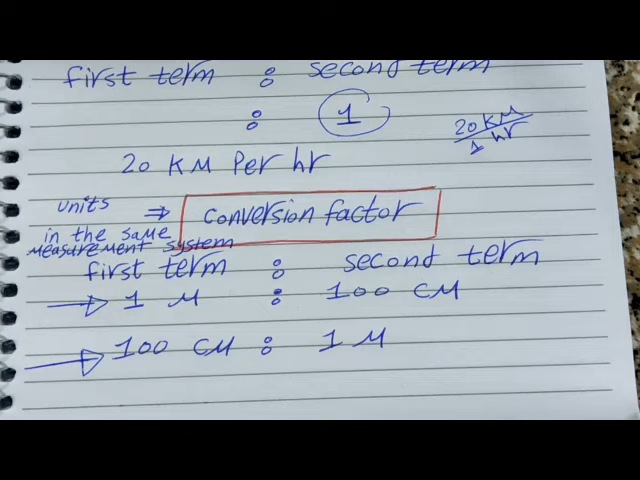 first term : second term
: 1
20 KM
1 hr
20 KM Per hr
units
in the same
measurement system
⇒ conversion factor
first term : second term
→ 1 M : 100 CM
→ 100 CM : 1 M